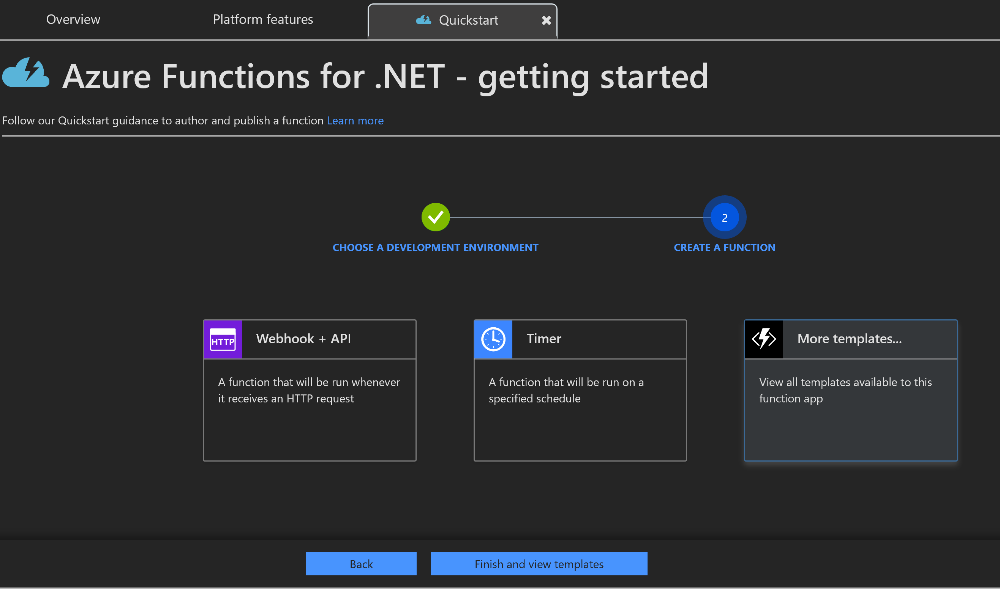 Overview
Platform features
Quickstart
Azure Functions for .NET - getting started
Follow our Quickstart guidance to author and publish a function Learn more
2
CHOOSE A DEVELOPMENT ENVIRONMENT
CREATE A FUNCTION
HTTP
Webhook + API
A function that will be run whenever
it receives an HTTP request
Timer
A function that will be run on a
specified schedule
More templates...
View all templates available to this
function app
Back
Finish and view templates